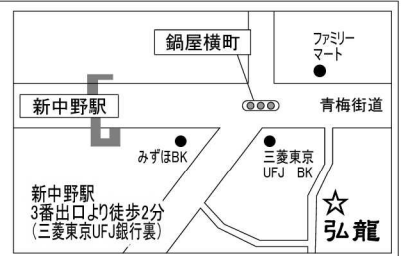 鍋屋横町
ファミリー
マート
新中野駅
青梅街道
みずほBK
三菱東京
UFJ BK
新中野駅
3番出口より徒歩2分
(三菱東京UFJ銀行裏)
弘龍